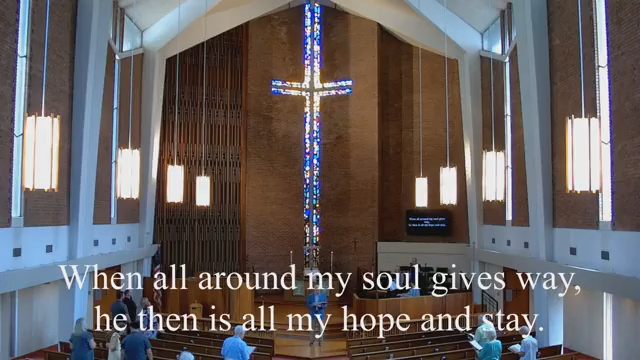 When all around my soul gives way,
he then is all my hope and stay.